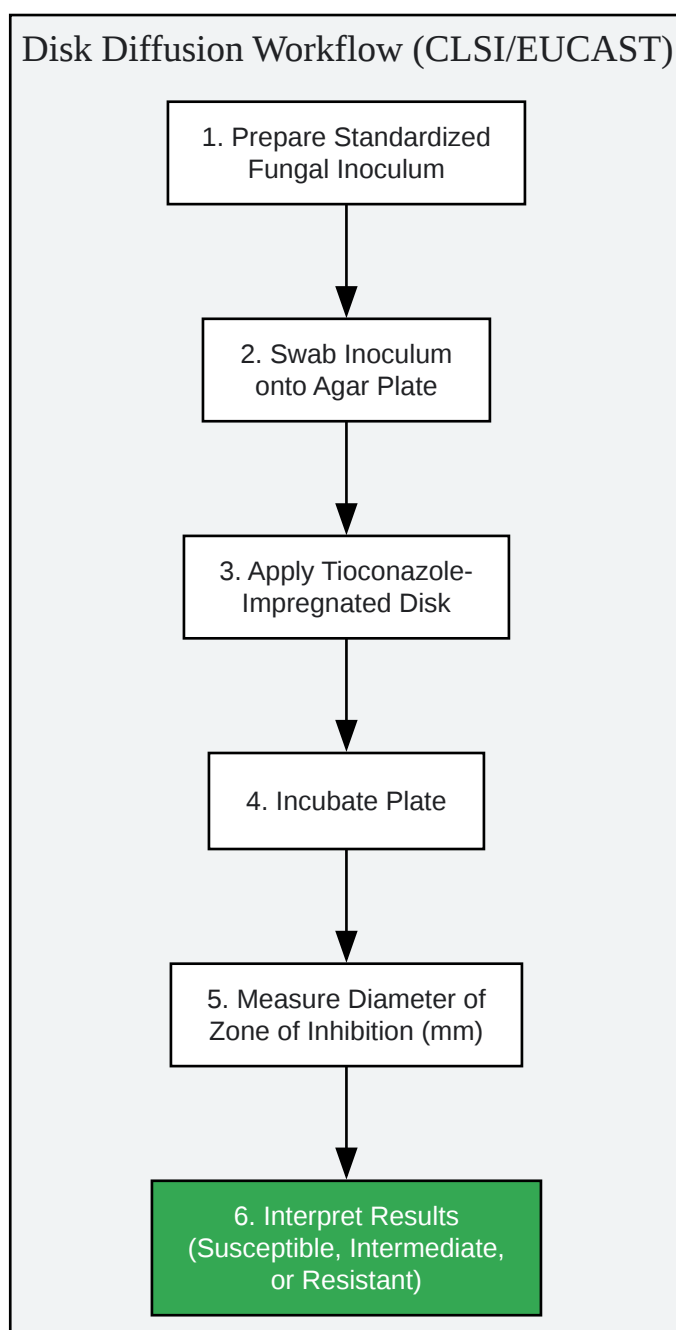 Disk Diffusion Workflow (CLSI/EUCAST)
1. Prepare Standardized
Fungal Inoculum
2. Swab Inoculum
onto Agar Plate
3. Apply Tioconazole-
Impregnated Disk
4. Incubate Plate
5. Measure Diameter of
Zone of Inhibition (mm)
6. Interpret Results
(Susceptible, Intermediate,
or Resistant)